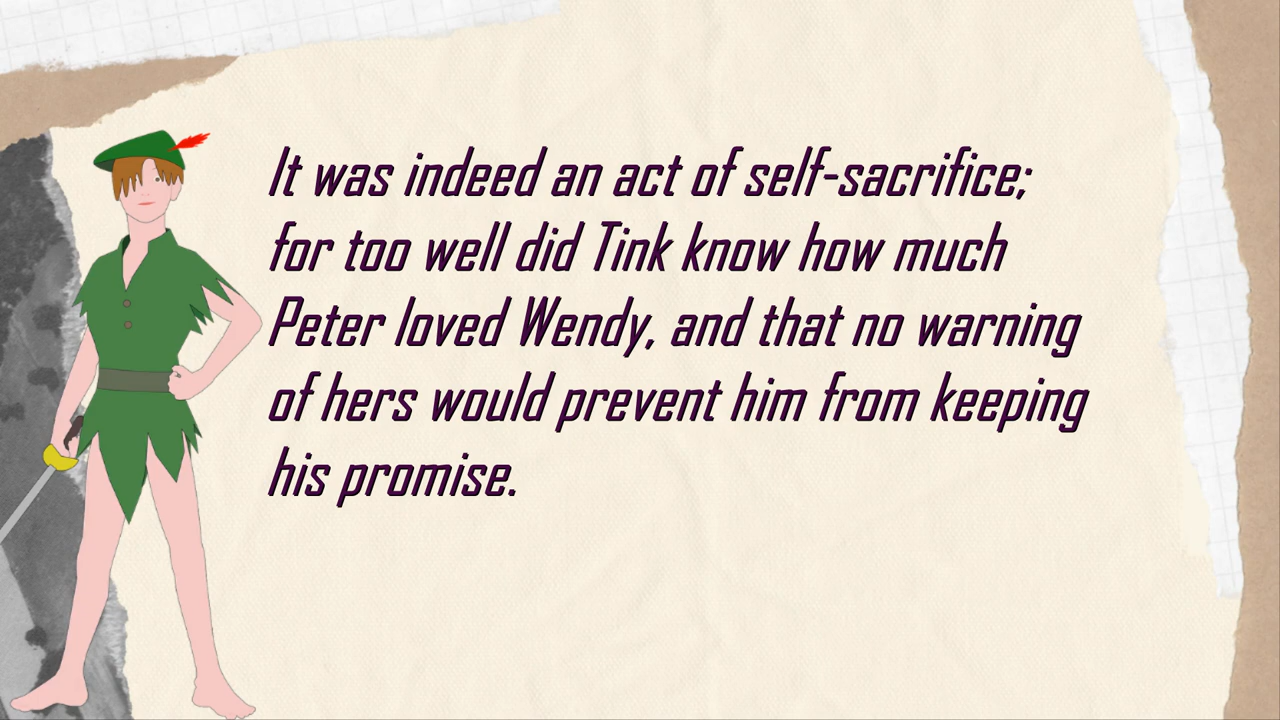 It was indeed an act of self-sacrifice;
for too well did Tink know how much
Peter loved Wendy, and that no warning
of hers would prevent him from keeping
his promise.